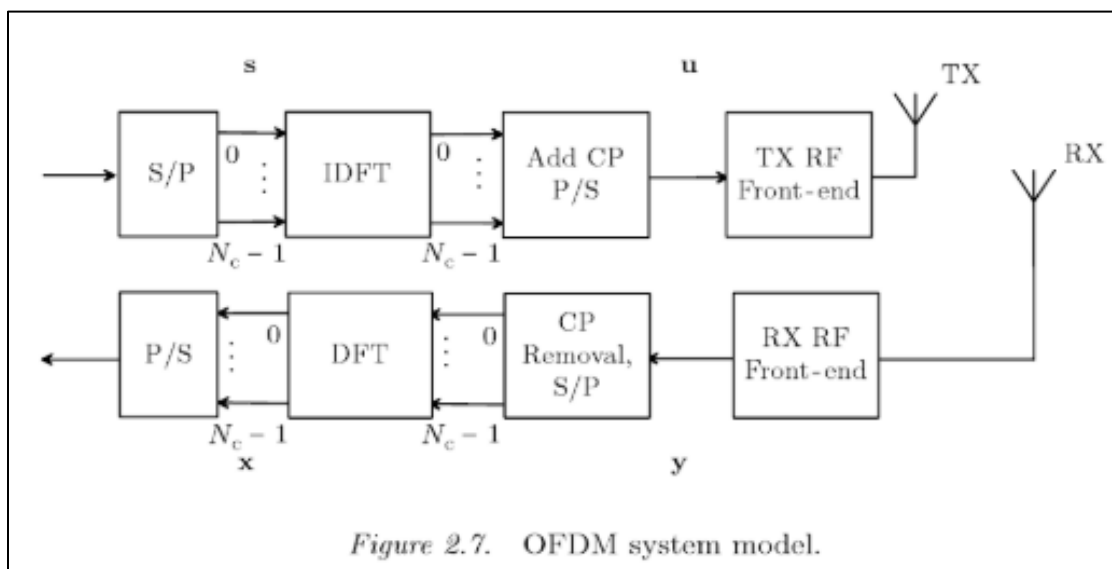 s
u
TX
RX
S/P
0
⋮
N_c − 1
IDFT
0
⋮
N_c − 1
Add CP
P/S
TX RF
Front-end
P/S
0
⋮
N_c − 1
DFT
0
⋮
N_c − 1
CP
Removal,
S/P
RX RF
Front-end
x
y
Figure 2.7. OFDM system model.